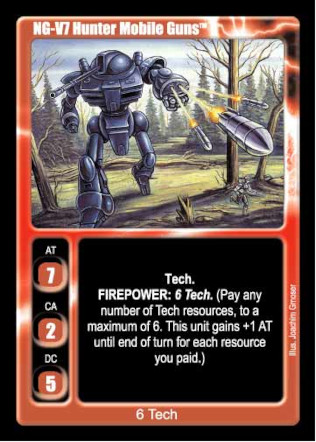 NG-V7 Hunter Mobile Guns™
AT
7
CA
2
DC
5
Tech.
FIREPOWER: 6 Tech. (Pay any
number of Tech resources, to a
maximum of 6. This unit gains +1 AT
until end of turn for each resource
you paid.)
Illus. Joachim Gmoser
6 Tech